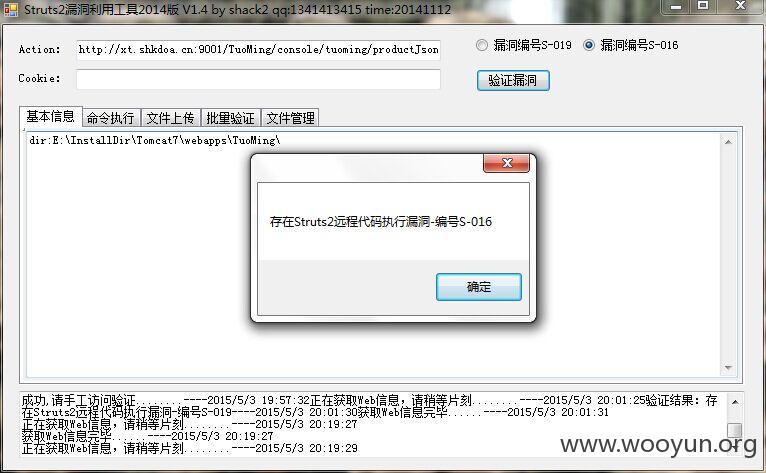 Struts2漏洞利用工具2014版 V1.4 by shack2 qq:1341413415 time:20141112
Action: http://xt.shkdoa.cn:9001/TuoMing/console/tuoming/productJson 漏洞编号S-019 漏洞编号S-016
Cookie: 验证漏洞
基本信息 命令执行 文件上传 批量验证 文件管理
dir:E:\InstallDir\Tomcat7\webapps\TuoMing\
存在Struts2远程代码执行漏洞-编号S-016
确定
成功,请手工访问验证........----2015/5/3 19:57:32正在获取Web信息，请稍等片刻........----2015/5/3 20:01:25验证结果：存
在Struts2远程代码执行漏洞-编号S-019----2015/5/3 20:01:30获取Web信息完毕......----2015/5/3 20:01:31
正在获取Web信息，请稍等片刻........----2015/5/3 20:19:27
获取Web信息完毕......----2015/5/3 20:19:27
正在获取Web信息，请稍等片刻........----2015/5/3 20:19:29
www.wooyun.org